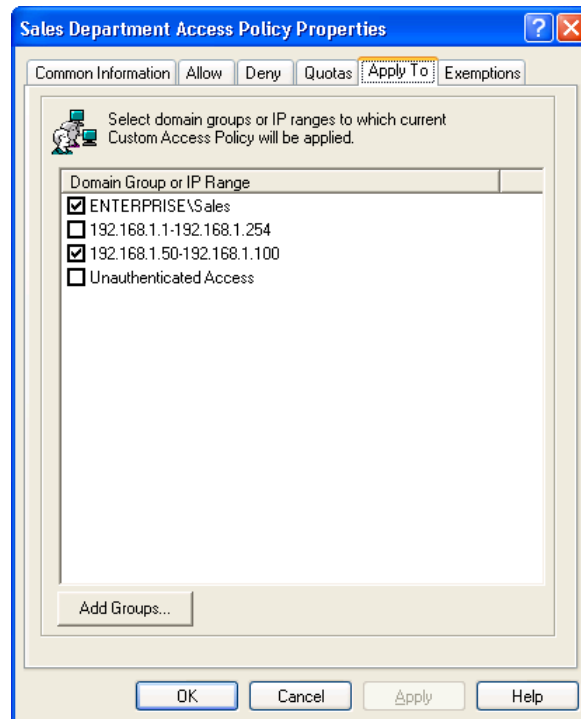 Sales Department Access Policy Properties
Common Information Allow Deny Quotas Apply To Exemptions
Select domain groups or IP ranges to which current
Custom Access Policy will be applied.
Domain Group or IP Range
ENTERPRISE\Sales
192.168.1.1-192.168.1.254
192.168.1.50-192.168.1.100
Unauthenticated Access
Add Groups...
OK Cancel Apply Help